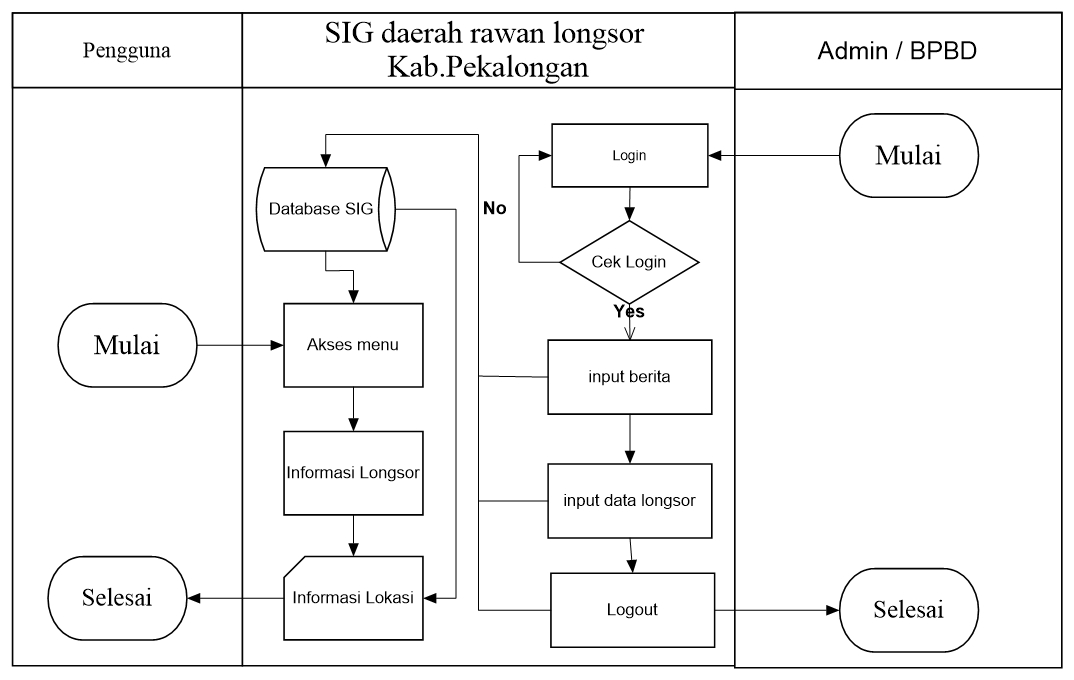 Pengguna
SIG daerah rawan longsor
Kab.Pekalongan
Admin / BPBD
Login
Mulai
Database SIG
No
Cek Login
Yes
Mulai
Akses menu
input berita
Informasi Longsor
input data longsor
Selesai
Informasi Lokasi
Logout
Selesai